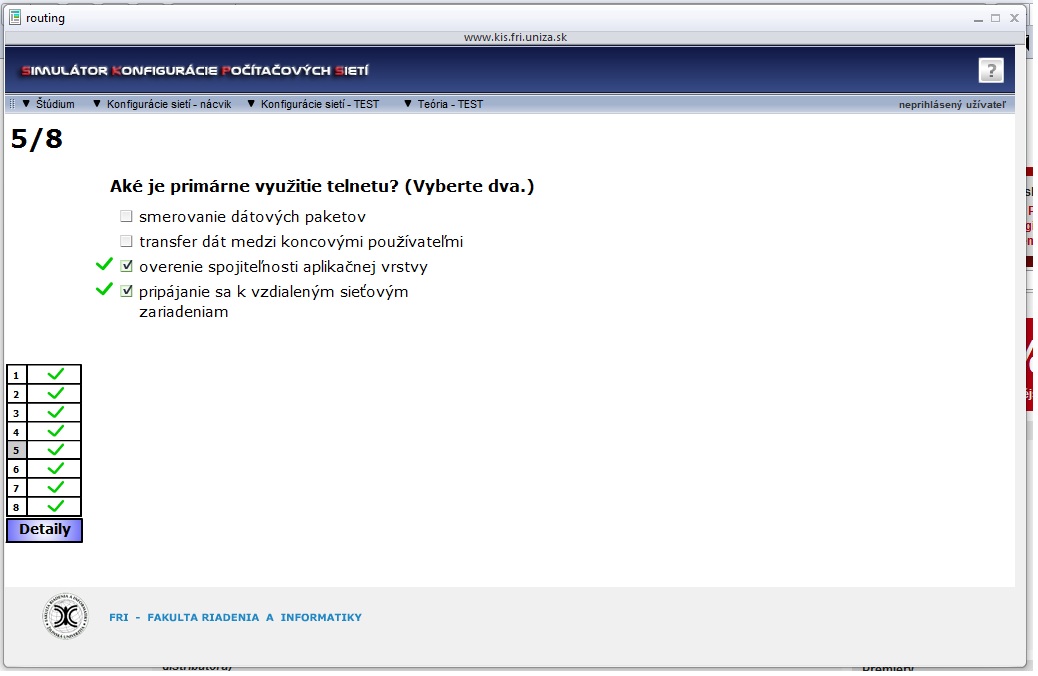 routing
www.kis.fri.uniza.sk
SIMULÁTOR KONFIGURÁCIE POČÍTAČOVÝCH SIETÍ
?
▼ Štúdium ▼ Konfigurácie sietí - nácvik ▼ Konfigurácie sietí - TEST ▼ Teória - TEST neprihlásený užívateľ
5/8
Aké je primárne využitie telnetu? (Vyberte dva.)
smerovanie dátových paketov
transfer dát medzi koncovými používateľmi
overenie spojiteľnosti aplikačnej vrstvy
pripájanie sa k vzdialeným sieťovým
zariadeniam
1
2
3
4
5
6
7
8
Detaily
FRI - FAKULTA RIADENIA A INFORMATIKY